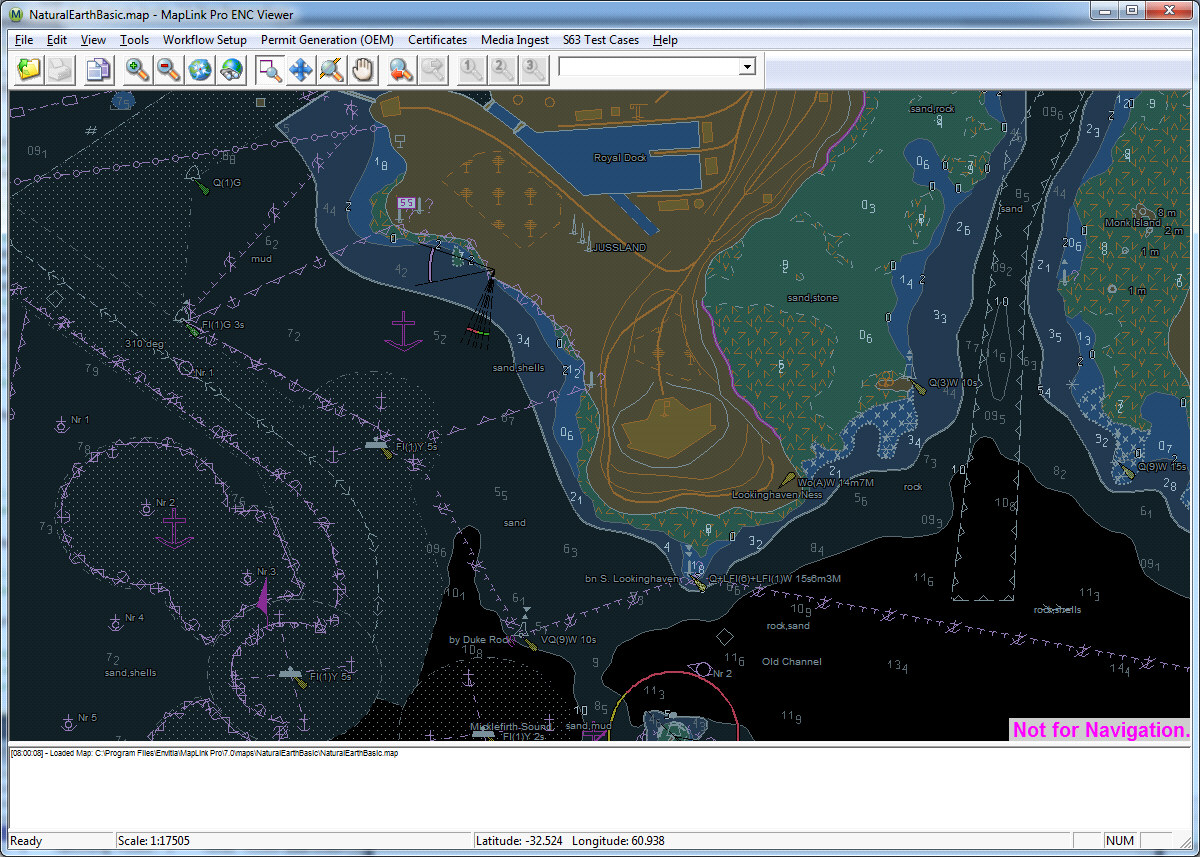 NaturalEarthBasic.map - MapLink Pro ENC Viewer
File Edit View Tools Workflow Setup Permit Generation (OEM) Certificates Media Ingest S63 Test Cases Help
1 2 3
sand,rock
Royal Dock
Q(1)G
55
sand
8 m
Monk Island
2 m
JUSSLAND
mud
1 m
1 m
sand,stone
Fl(1)G 3s
310 deg
Nr 1
sand,shells
Q(3)W 10s
Nr 1
Fl(1)Y 5s
Q(9)W 15s
Wo(A)W 14m7M
Lookinghaven Ness
rock
Nr 2
sand
Nr 3
bn S. Lookinghaven
Q+LFl(6)+LFl(1)W 15s6m3M
rock,shells
Nr 4
rock,sand
by Duke Rock
VQ(9)W 10s
Old Channel
sand,shells
Fl(1)Y 5s
Nr 2
Nr 5
Micklefirth Sound
sand,mud
Fl(1)Y 2s
Not for Navigation.
[08:00:08] - Loaded Map: C:\Program Files\Envitia\MapLink Pro\7.0\maps\NaturalEarthBasic\NaturalEarthBasic.map
Ready Scale: 1:17505 Latitude: -32.524 Longitude: 60.938 NUM